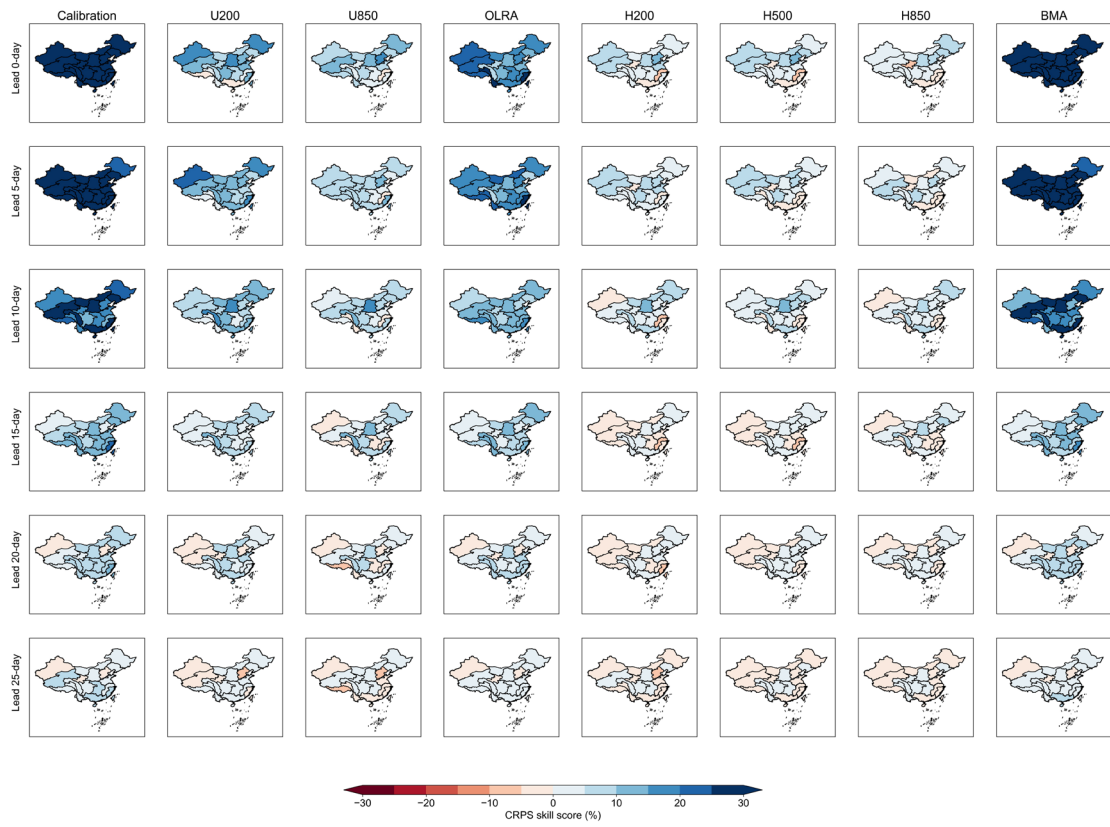 Calibration U200 U850 OLRA H200 H500 H850 BMA
Lead 0-day
Lead 5-day
Lead 10-day
Lead 15-day
Lead 20-day
Lead 25-day
−30 −20 −10 0 10 20 30
CRPS skill score (%)